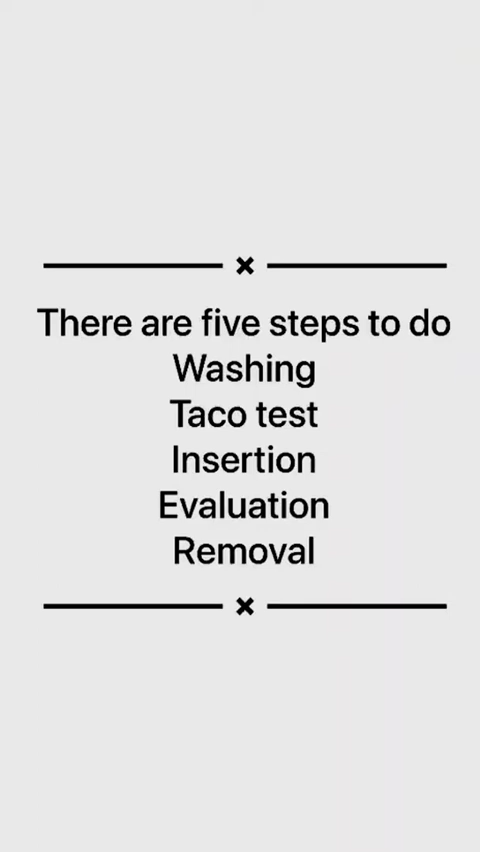 There are five steps to do
Washing
Taco test
Insertion
Evaluation
Removal